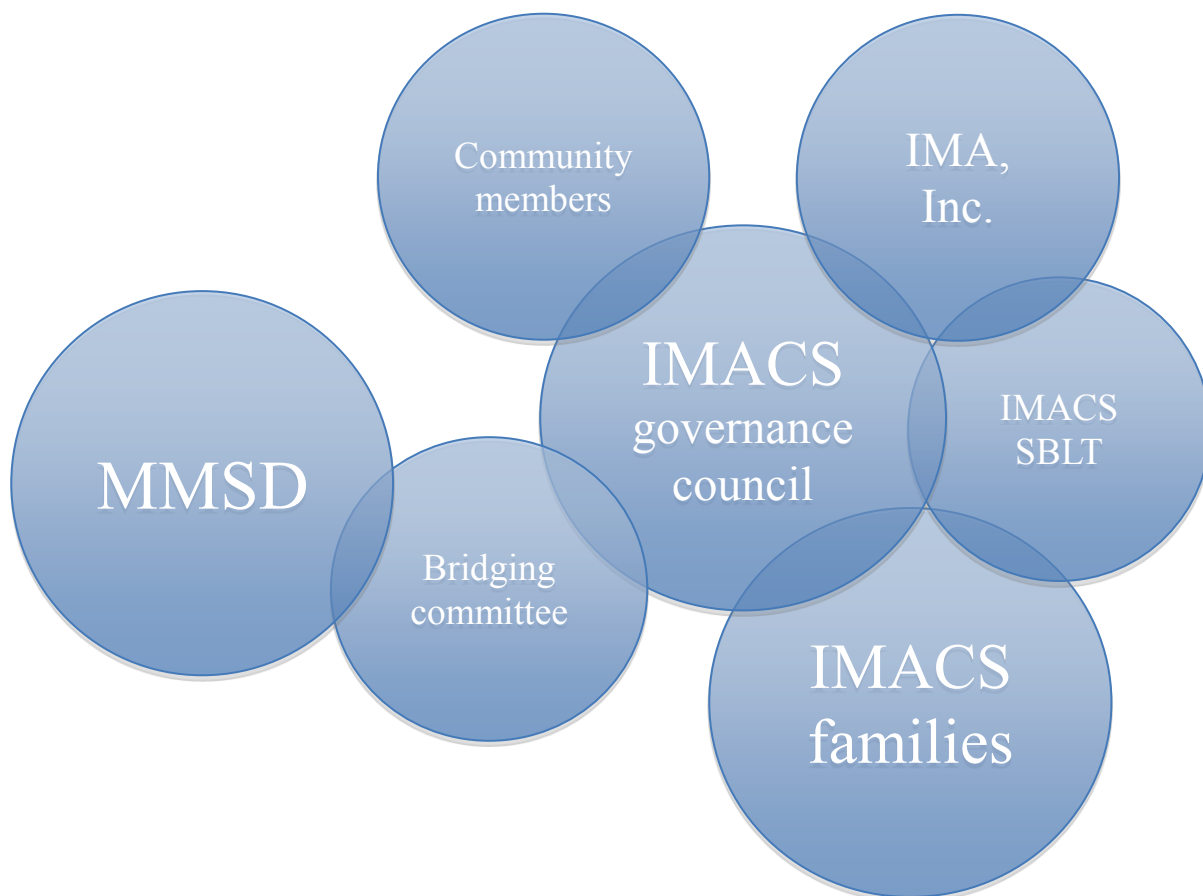 Community
members
IMA,
Inc.
IMACS
governance
council
IMACS
SBLT
MMSD
Bridging
committee
IMACS
families